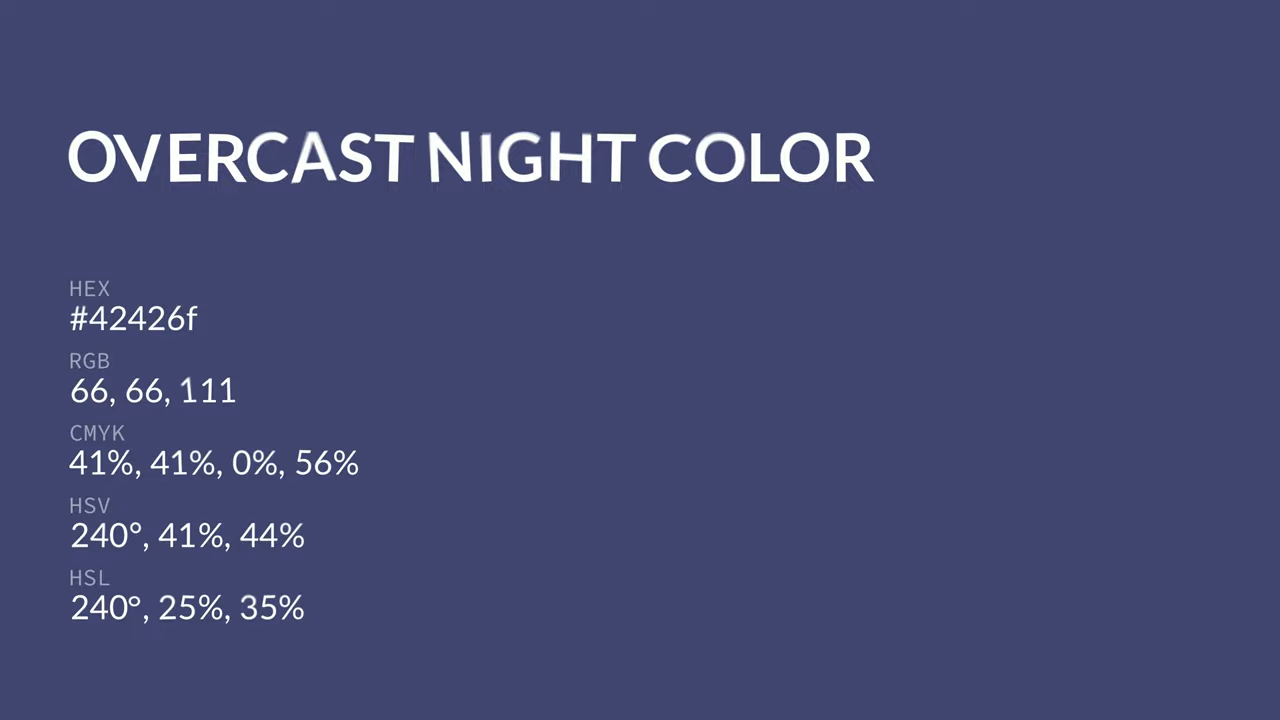 OVERCAST NIGHT COLOR
HEX
#42426f
RGB
66, 66, 111
CMYK
41%, 41%, 0%, 56%
HSV
240°, 41%, 44%
HSL
240°, 25%, 35%